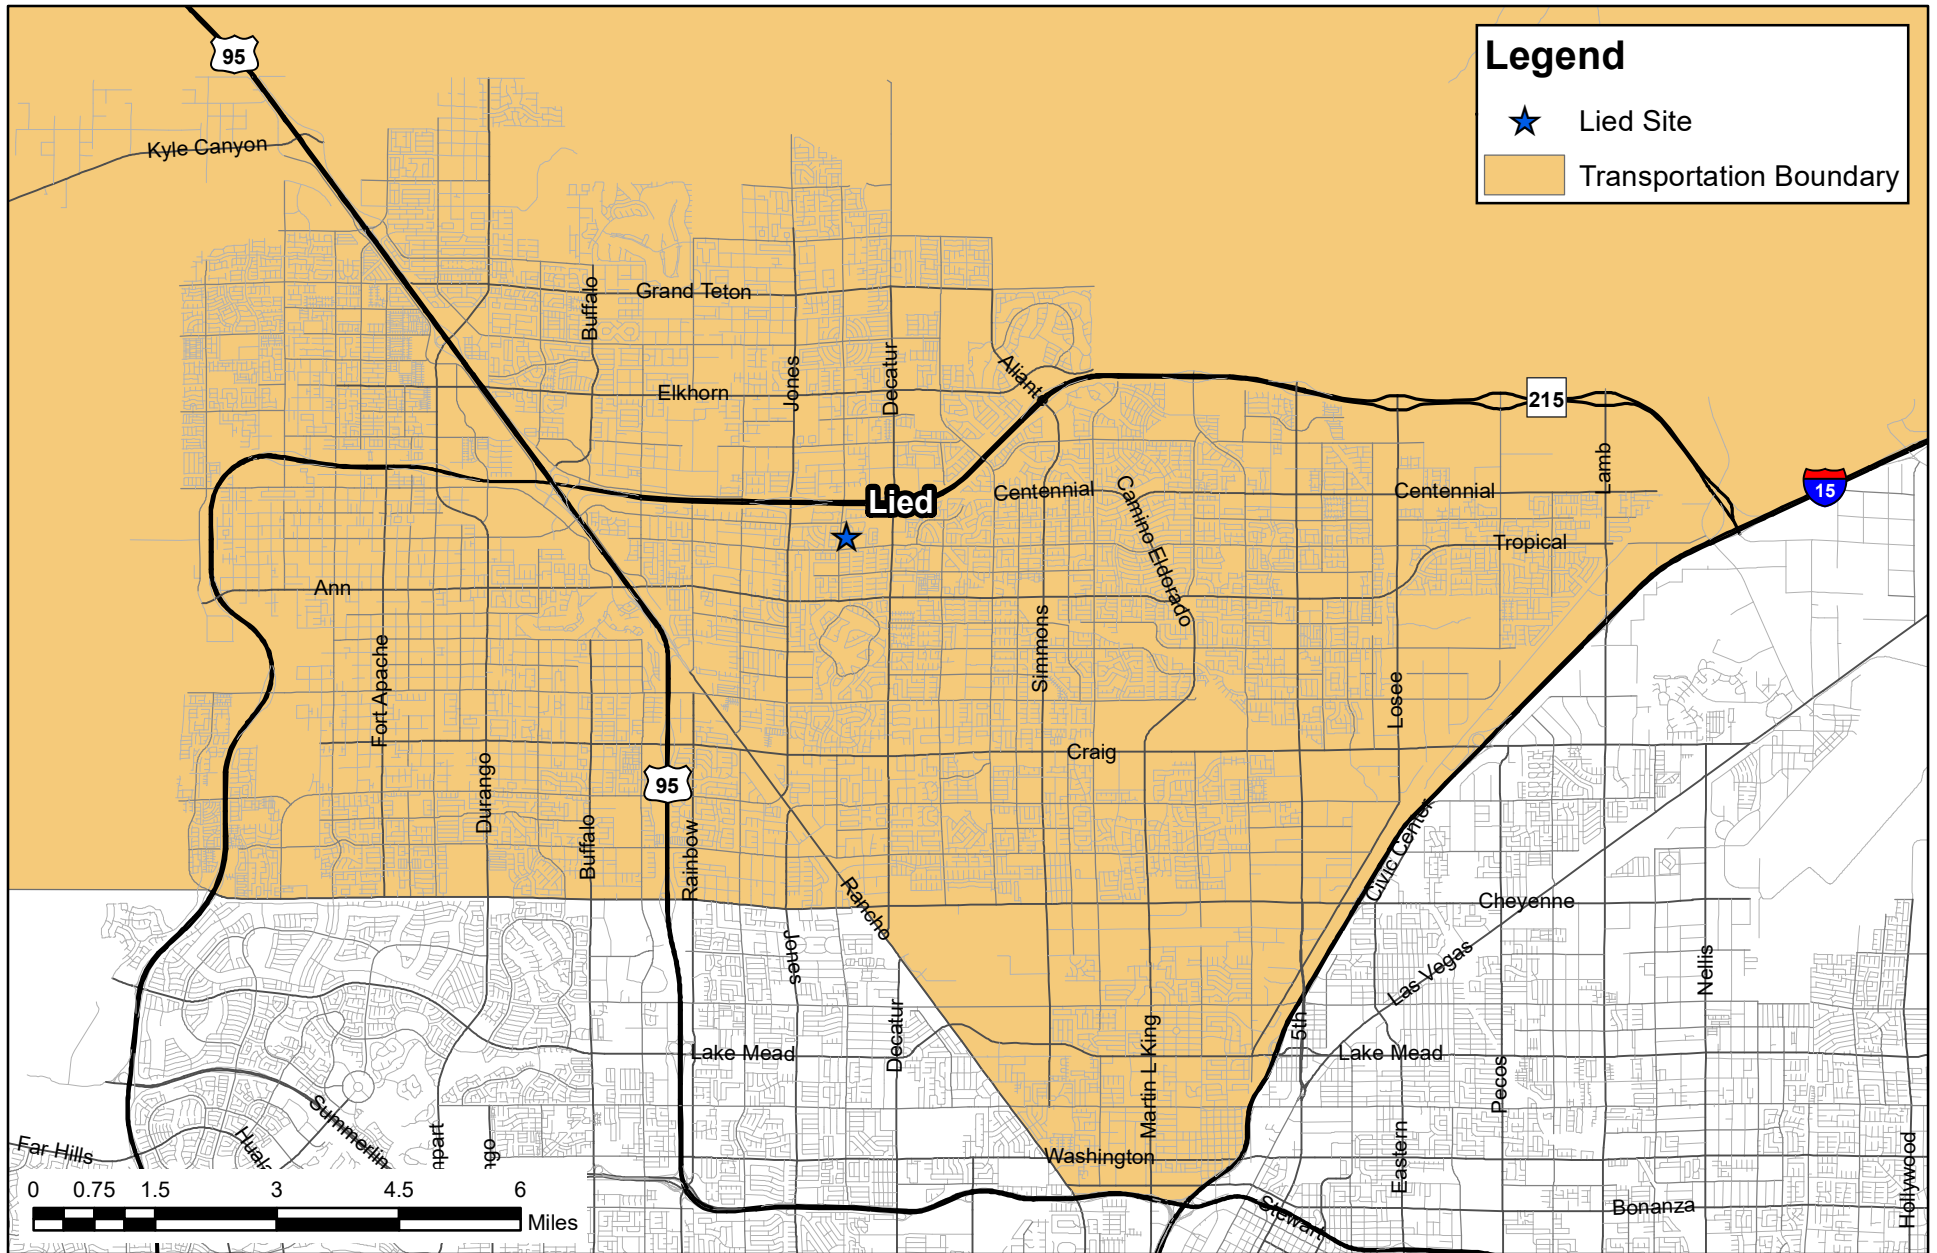 95
Legend
Lied Site
Transportation Boundary
Kyle Canyon
Grand Teton
Buffalo
Elkhorn
Jones
Decatur
Aliante
215
15
Lied
Centennial
Camino Eldorado
Centennial
Lamb
Tropical
Ann
Fort Apache
Simmons
Losee
Craig
Durango
95
Buffalo
Rainbow
Rancho
Civic Center
Cheyenne
Jones
Las Vegas
Nellis
Decatur
5th
Lake Mead
Martin L King
Lake Mead
Pecos
Summerlin
Far Hills
Washington
Eastern
Hollywood
Stewart
Bonanza
0 0.75 1.5 3 4.5 6
Miles